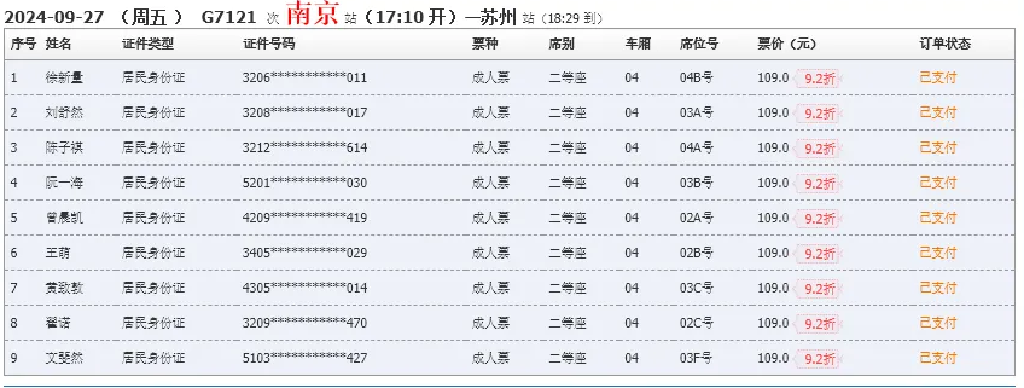 2024-09-27 （周五） G7121 次 南京 站（17:10 开）—苏州 站（18:29 到）
序号 姓名 证件类型 证件号码 票种 席别 车厢 席位号 票价（元） 订单状态
1 徐新量 居民身份证 3206***********011 成人票 二等座 04 04B号 109.0 9.2折 已支付
2 刘舒然 居民身份证 3208***********017 成人票 二等座 04 03A号 109.0 9.2折 已支付
3 陈子祺 居民身份证 3212***********614 成人票 二等座 04 04A号 109.0 9.2折 已支付
4 阮一海 居民身份证 5201***********030 成人票 二等座 04 03B号 109.0 9.2折 已支付
5 曾晨凯 居民身份证 4209***********419 成人票 二等座 04 02A号 109.0 9.2折 已支付
6 王萌 居民身份证 3405***********029 成人票 二等座 04 02B号 109.0 9.2折 已支付
7 黄致敦 居民身份证 4305***********014 成人票 二等座 04 03C号 109.0 9.2折 已支付
8 翟诺 居民身份证 3209***********470 成人票 二等座 04 02C号 109.0 9.2折 已支付
9 文斐然 居民身份证 5103***********427 成人票 二等座 04 03F号 109.0 9.2折 已支付